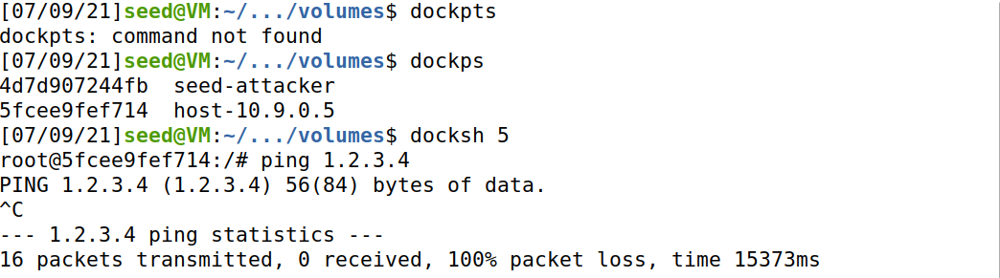 [07/09/21]seed@VM:~/.../volumes$ dockpts
dockpts: command not found
[07/09/21]seed@VM:~/.../volumes$ dockps
4d7d907244fb  seed-attacker
5fcee9fef714  host-10.9.0.5
[07/09/21]seed@VM:~/.../volumes$ docksh 5
root@5fcee9fef714:/# ping 1.2.3.4
PING 1.2.3.4 (1.2.3.4) 56(84) bytes of data.
^C
--- 1.2.3.4 ping statistics ---
16 packets transmitted, 0 received, 100% packet loss, time 15373ms